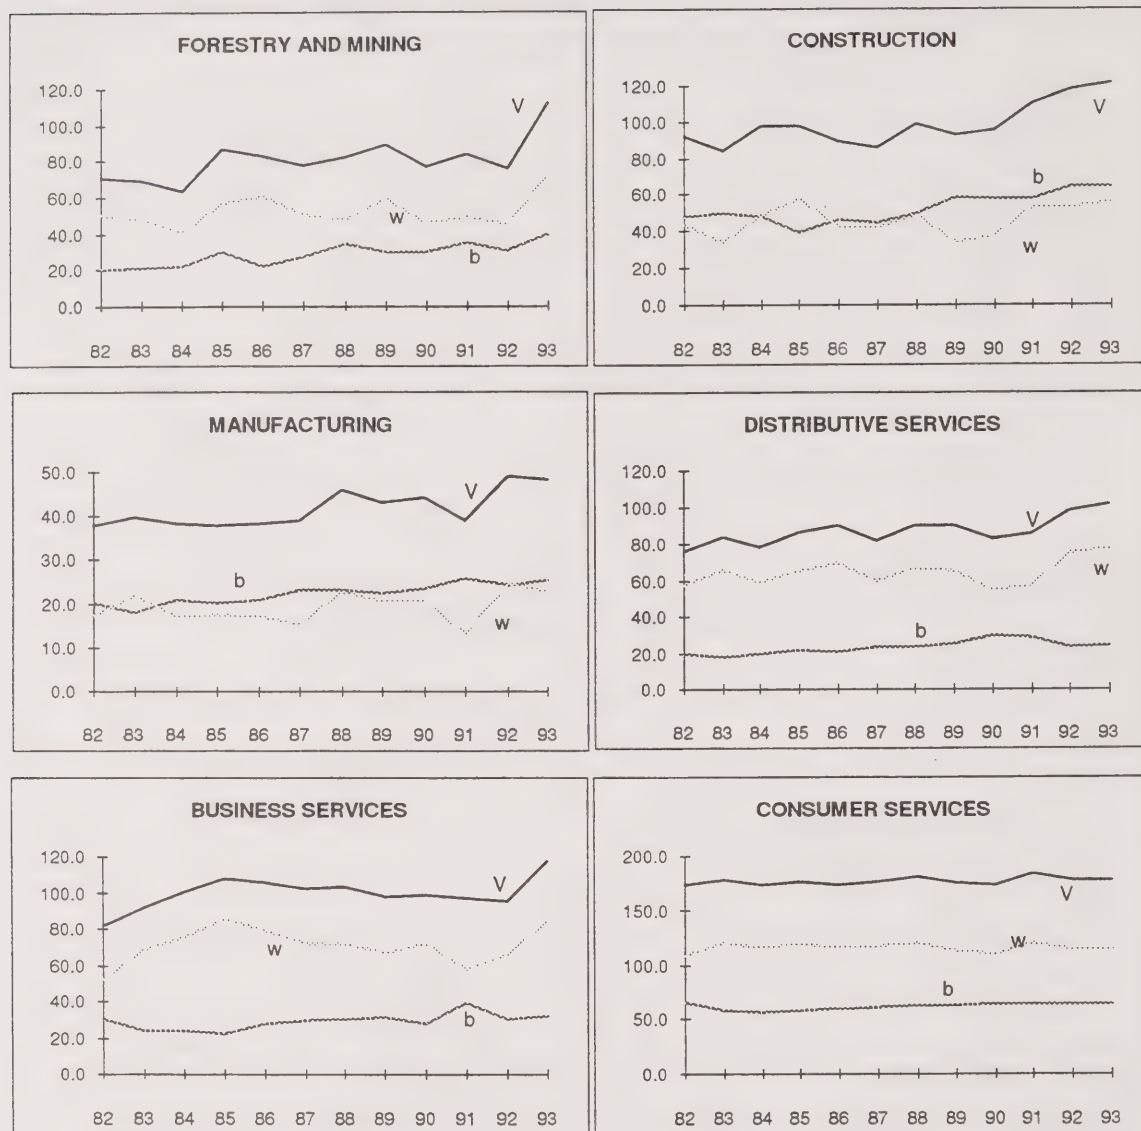 FORESTRY AND MINING
120.0
V
100.0
80.0
60.0
w
40.0
b
20.0
0.0
82 83 84 85 86 87 88 89 90 91 92 93
CONSTRUCTION
120.0
V
100.0
80.0
b
60.0
40.0
w
20.0
0.0
82 83 84 85 86 87 88 89 90 91 92 93
MANUFACTURING
50.0
V
40.0
30.0
b
20.0
w
10.0
0.0
82 83 84 85 86 87 88 89 90 91 92 93
DISTRIBUTIVE SERVICES
120.0
100.0
V
80.0
w
60.0
40.0
b
20.0
0.0
82 83 84 85 86 87 88 89 90 91 92 93
BUSINESS SERVICES
120.0
V
100.0
80.0
w
60.0
40.0
b
20.0
0.0
82 83 84 85 86 87 88 89 90 91 92 93
CONSUMER SERVICES
200.0
V
150.0
w
100.0
b
50.0
0.0
82 83 84 85 86 87 88 89 90 91 92 93